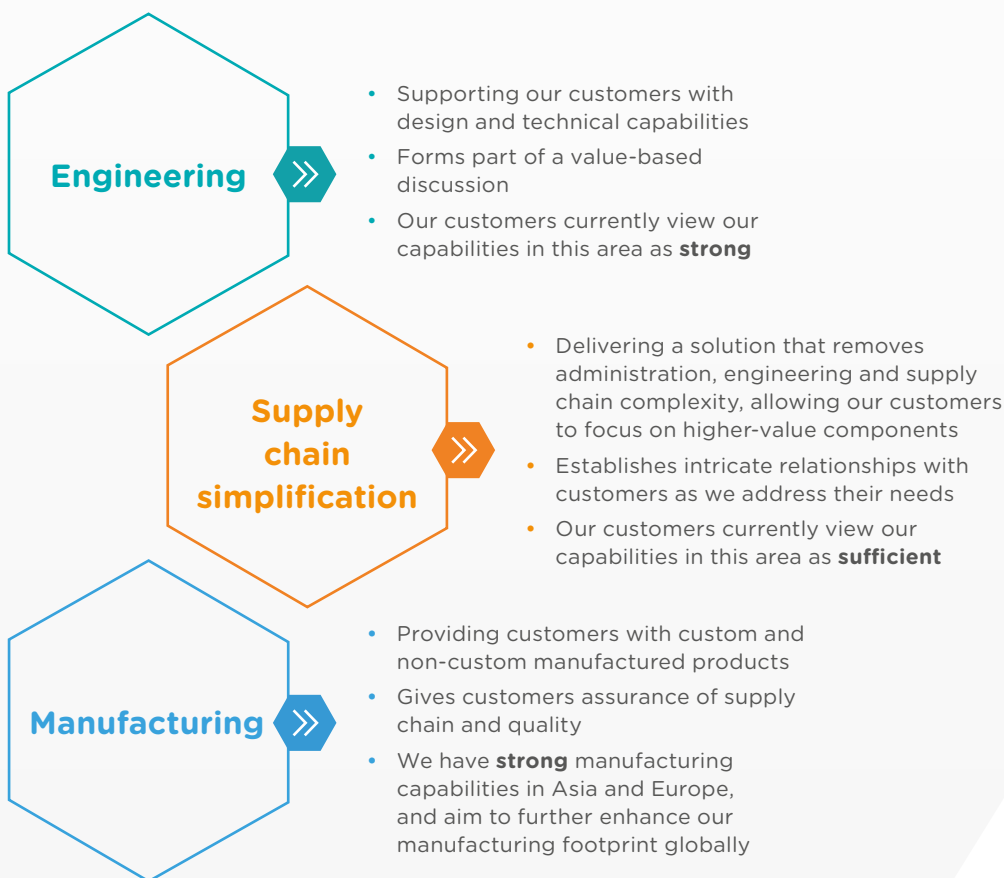 Engineering
• Supporting our customers with
design and technical capabilities
• Forms part of a value-based
discussion
• Our customers currently view our
capabilities in this area as strong
Supply
chain
simplification
• Delivering a solution that removes
administration, engineering and supply
chain complexity, allowing our customers
to focus on higher-value components
• Establishes intricate relationships with
customers as we address their needs
• Our customers currently view our
capabilities in this area as sufficient
Manufacturing
• Providing customers with custom and
non-custom manufactured products
• Gives customers assurance of supply
chain and quality
• We have strong manufacturing
capabilities in Asia and Europe,
and aim to further enhance our
manufacturing footprint globally